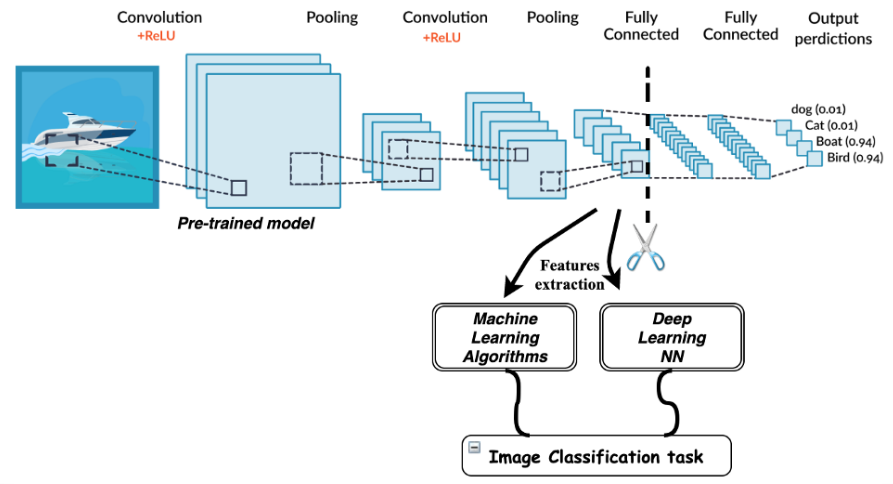 Convolution
+ReLU
Pooling
Convolution
+ReLU
Pooling
Fully
Connected
Fully
Connected
Output
perdictions
dog (0.01)
Cat (0.01)
Boat (0.94)
Bird (0.94)
Pre-trained model
Features
extraction
Machine
Learning
Algorithms
Deep
Learning
NN
Image Classification task